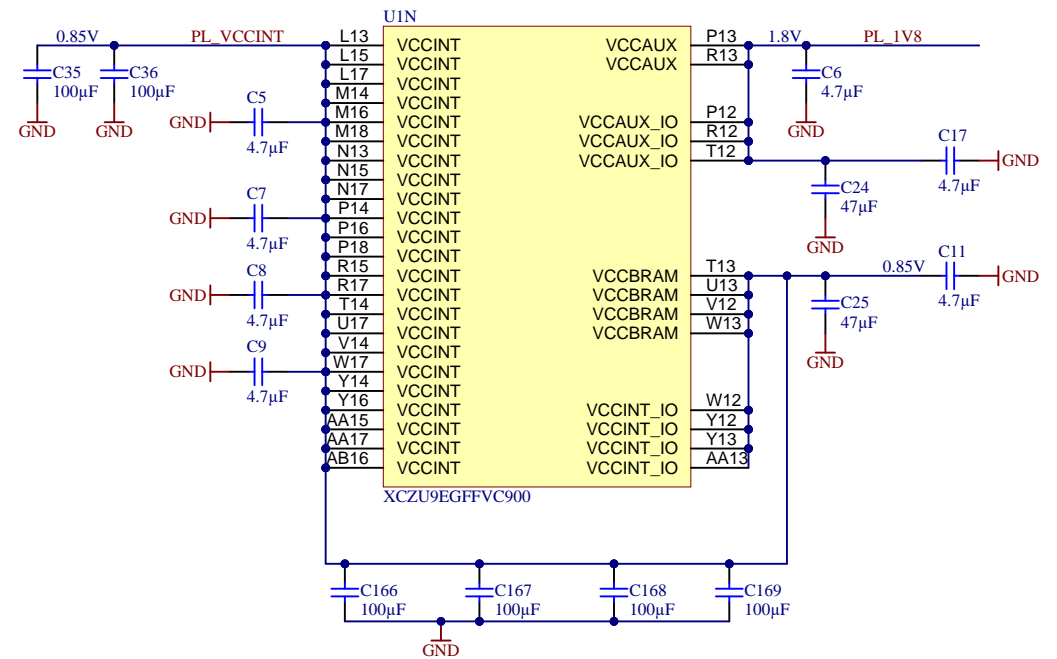 U1N
0.85V PL_VCCINT L13 VCCINT VCCAUX P13 1.8V PL_1V8
L15 VCCINT VCCAUX R13
C35 C36 L17 VCCINT C6
100µF 100µF 4.7µF
C5 M14 VCCINT
GND GND GND M16 VCCINT VCCAUX_IO P12 GND
4.7µF M18 VCCINT VCCAUX_IO R12
N13 VCCINT VCCAUX_IO T12 C17
GND
N15 VCCINT 4.7µF
C7 N17 VCCINT C24
47µF
GND P14 VCCINT
4.7µF P16 VCCINT GND
P18 VCCINT C11
C8 R15 VCCINT VCCBRAM T13 0.85V GND
GND R17 VCCINT VCCBRAM U13 4.7µF
4.7µF T14 VCCINT VCCBRAM V12 C25
U17 VCCINT VCCBRAM W13 47µF
C9 V14 VCCINT
GND W17 VCCINT GND
4.7µF Y14 VCCINT
Y16 VCCINT VCCINT_IO W12
AA15 VCCINT VCCINT_IO Y12
AA17 VCCINT VCCINT_IO Y13
AB16 VCCINT VCCINT_IO AA13
XCZU9EGFFVC900
C166 C167 C168 C169
100µF 100µF 100µF 100µF
GND